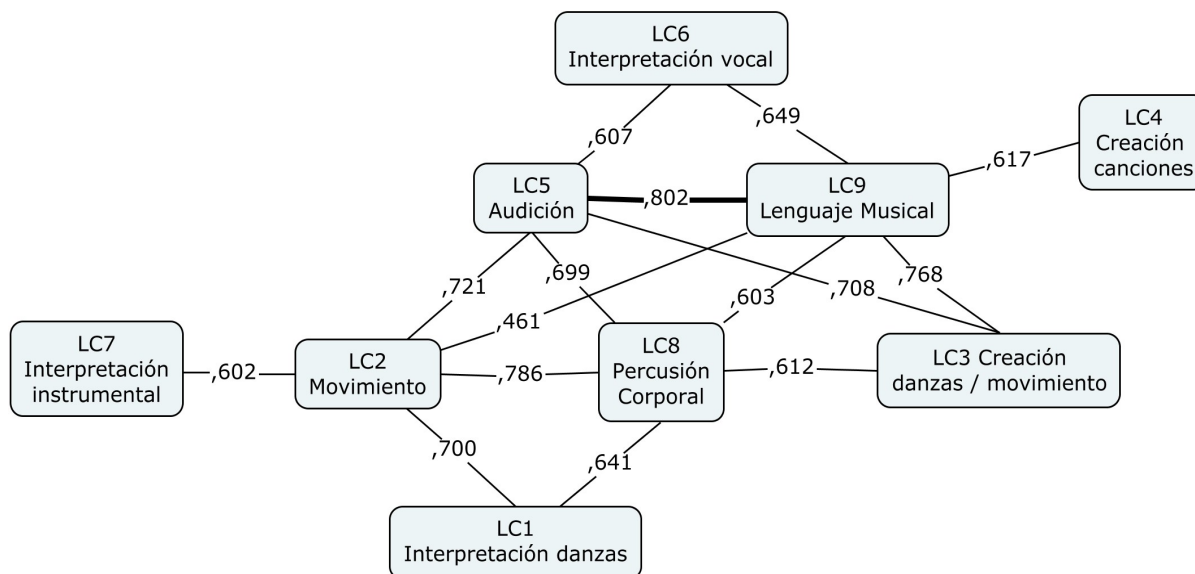 LC6
Interpretación vocal
,607
,649
LC4
Creación
canciones
,617
LC5
Audición
,802
LC9
Lenguaje Musical
,721
,699
,461
,603
,708
,768
LC7
Interpretación
instrumental
,602
LC2
Movimiento
,786
LC8
Percusión
Corporal
,612
LC3 Creación
danzas / movimiento
,700
,641
LC1
Interpretación danzas